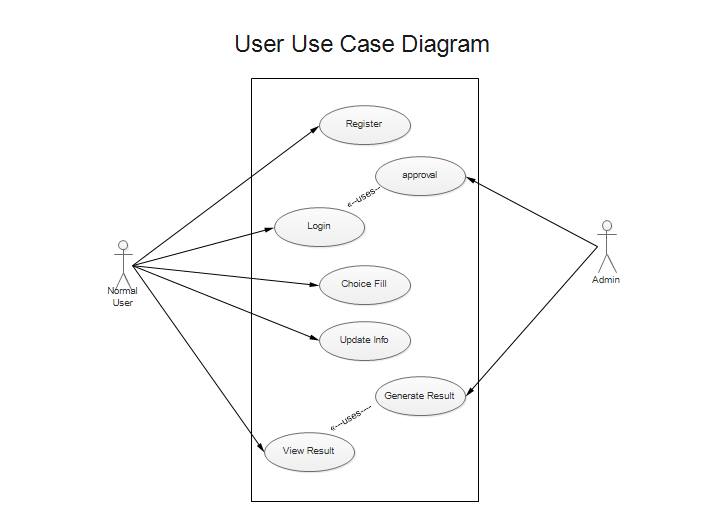 User Use Case Diagram
Register
approval
«--uses--
Login
Normal
User
Admin
Choice Fill
Update Info
Generate Result
«---uses----
View Result